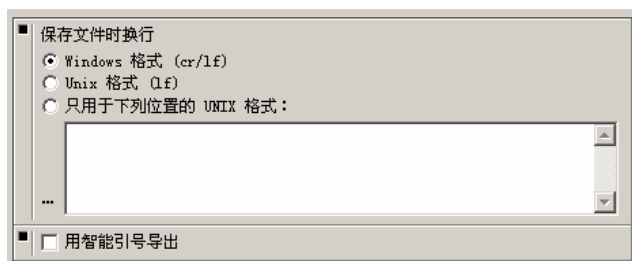 保存文件时换行
Windows 格式 (cr/lf)
Unix 格式 (lf)
只用于下列位置的 UNIX 格式：
...
用智能引号导出